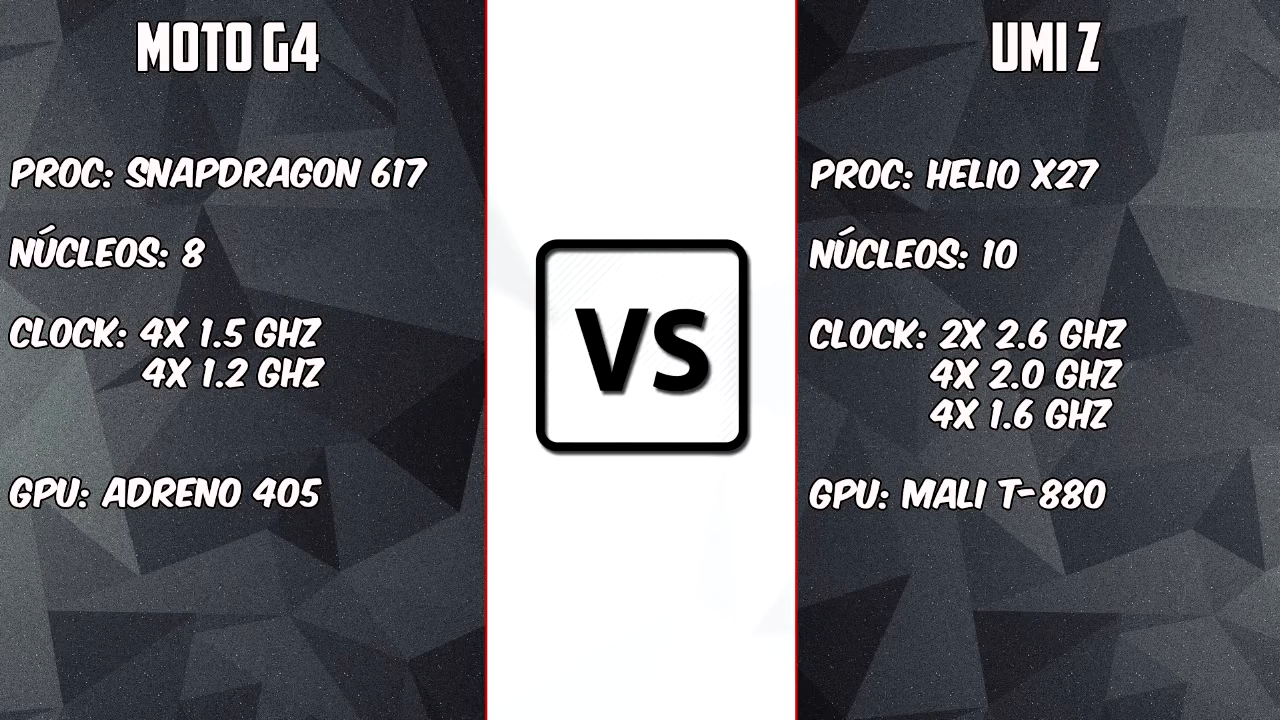 MOTO G4
PROC: SNAPDRAGON 617
NÚCLEOS: 8
CLOCK: 4X 1.5 GHZ
4X 1.2 GHZ
GPU: ADRENO 405
VS
UMI Z
PROC: HELIO X27
NÚCLEOS: 10
CLOCK: 2X 2.6 GHZ
4X 2.0 GHZ
4X 1.6 GHZ
GPU: MALI T-880